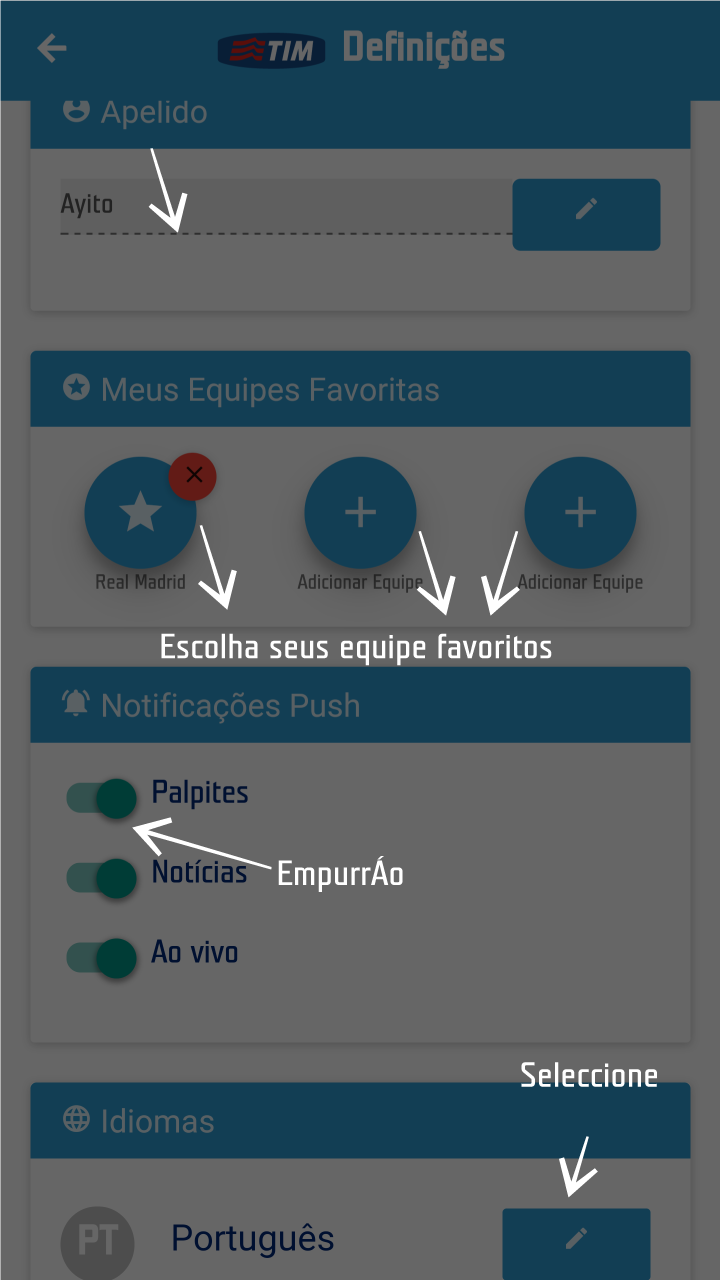 TIM Definições
Apelido
Ayito
Meus Equipes Favoritas
Real Madrid Adicionar Equipe Adicionar Equipe
Escolha seus equipe favoritos
Notificações Push
Palpites
Notícias
EmpurrÁo
Ao vivo
Seleccione
Idiomas
PT Português